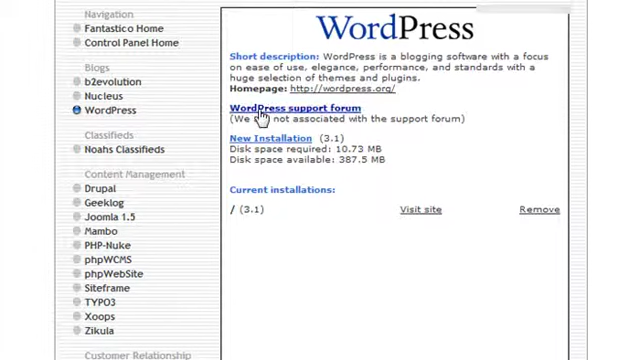 Navigation
Fantastico Home
Control Panel Home
Blogs
b2evolution
Nucleus
WordPress
Classifieds
Noahs Classifieds
Content Management
Drupal
Geeklog
Joomla 1.5
Mambo
PHP-Nuke
phpWCMS
phpWebSite
Siteframe
TYPO3
Xoops
Zikula
Customer Relationship
WordPress
Short description: WordPress is a blogging software with a focus
on ease of use, elegance, performance, and standards with a
huge selection of themes and plugins.
Homepage: http://wordpress.org/
WordPress support forum
(We not associated with the support forum)
New Installation (3.1)
Disk space required: 10.73 MB
Disk space available: 387.5 MB
Current installations:
/ (3.1) Visit site Remove